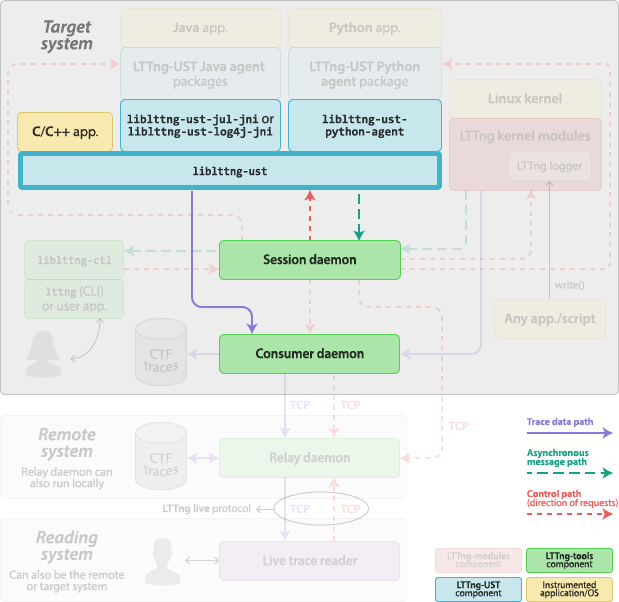 Target
system
Java app.
Python app.
LTTng-UST Java agent
packages
LTTng-UST Python
agent package
Linux kernel
C/C++ app.
liblttng-ust-jul-jni or
liblttng-ust-log4j-jni
liblttng-ust-
python-agent
LTTng kernel modules
LTTng logger
liblttng-ust
liblttng-ctl
Session daemon
lttng (CLI)
or user app.
write()
Any app./script
CTF
traces
Consumer daemon
TCP
TCP
TCP
Remote
system
Relay daemon can
also run locally
CTF
traces
Relay daemon
LTTng live protocol
TCP
TCP
Reading
system
Can also be the remote
or target system
Live trace reader
Trace data path
Asynchronous
message path
Control path
(direction of requests)
LTTng-modules
component
LTTng-tools
component
LTTng-UST
component
Instrumented
application/OS